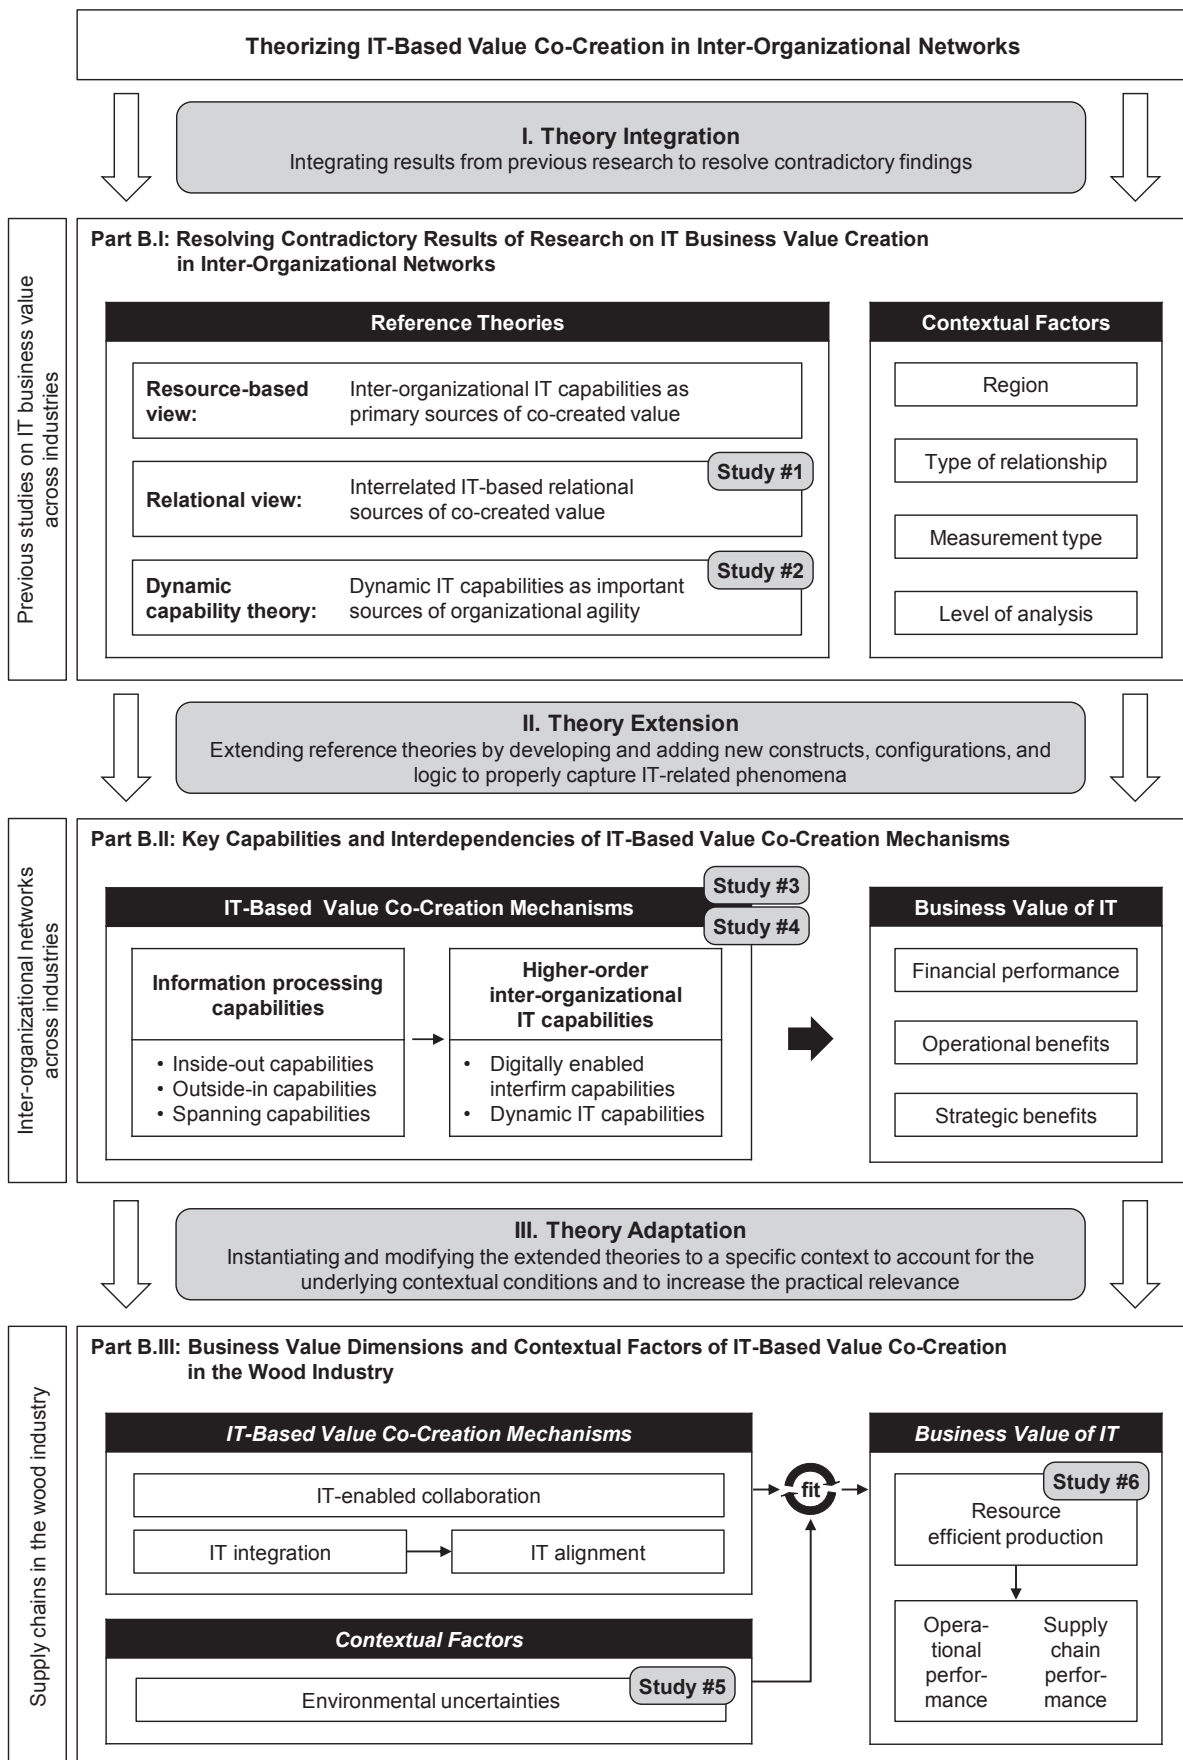 Theorizing IT-Based Value Co-Creation in Inter-Organizational Networks
I. Theory Integration
Integrating results from previous research to resolve contradictory findings
Previous studies on IT business value
across industries
Part B.I: Resolving Contradictory Results of Research on IT Business Value Creation
in Inter-Organizational Networks
Reference Theories
Resource-based
view:
Inter-organizational IT capabilities as
primary sources of co-created value
Study #1
Relational view:
Interrelated IT-based relational
sources of co-created value
Study #2
Dynamic
capability theory:
Dynamic IT capabilities as important
sources of organizational agility
Contextual Factors
Region
Type of relationship
Measurement type
Level of analysis
II. Theory Extension
Extending reference theories by developing and adding new constructs, configurations, and
logic to properly capture IT-related phenomena
Inter-organizational networks
across industries
Part B.II: Key Capabilities and Interdependencies of IT-Based Value Co-Creation Mechanisms
Study #3
IT-Based Value Co-Creation Mechanisms
Study #4
Information processing
capabilities
• Inside-out capabilities
• Outside-in capabilities
• Spanning capabilities
Higher-order
inter-organizational
IT capabilities
• Digitally enabled
interfirm capabilities
• Dynamic IT capabilities
Business Value of IT
Financial performance
Operational benefits
Strategic benefits
III. Theory Adaptation
Instantiating and modifying the extended theories to a specific context to account for the
underlying contextual conditions and to increase the practical relevance
Supply chains in the wood industry
Part B.III: Business Value Dimensions and Contextual Factors of IT-Based Value Co-Creation
in the Wood Industry
IT-Based Value Co-Creation Mechanisms
IT-enabled collaboration
IT integration
IT alignment
Contextual Factors
Study #5
Environmental uncertainties
fit
Business Value of IT
Study #6
Resource
efficient production
Opera-
tional
perfor-
mance
Supply
chain
perfor-
mance